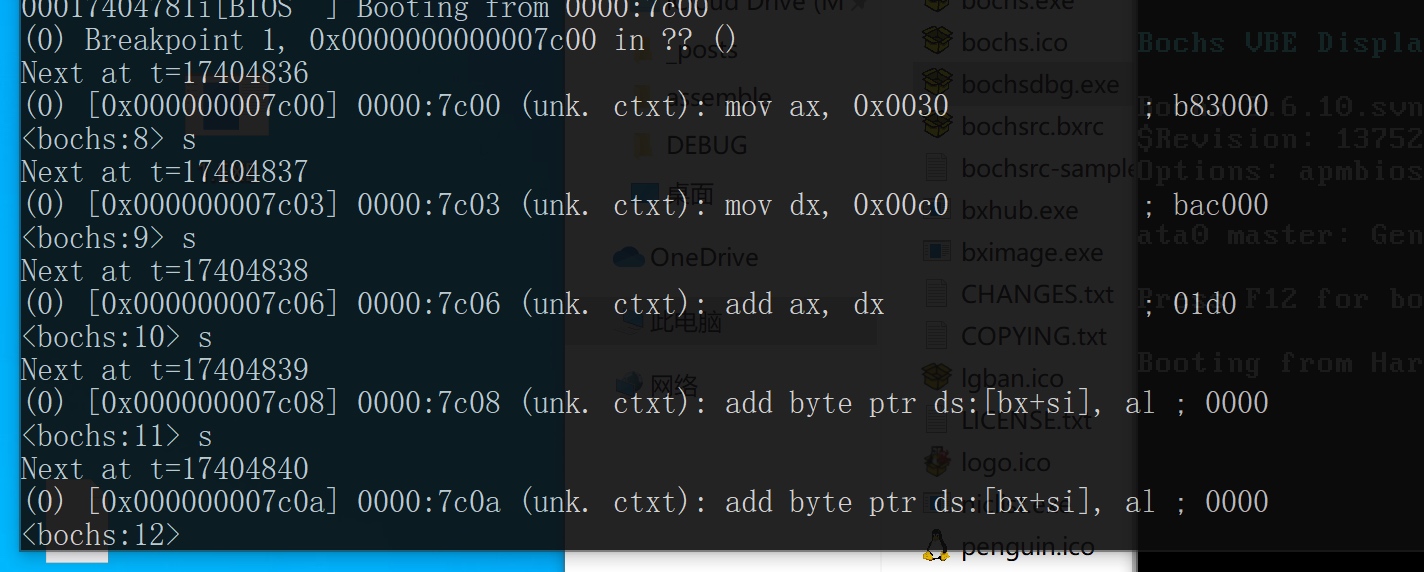 00017404781i[BIOS  ] Booting from 0000:7c00
(0) Breakpoint 1, 0x0000000000007c00 in ?? ()
Next at t=17404836
(0) [0x000000007c00] 0000:7c00 (unk. ctxt): mov ax, 0x0030 ; b83000
<bochs:8> s
Next at t=17404837
(0) [0x000000007c03] 0000:7c03 (unk. ctxt): mov dx, 0x00c0 ; bac000
<bochs:9> s
Next at t=17404838
(0) [0x000000007c06] 0000:7c06 (unk. ctxt): add ax, dx ; 01d0
<bochs:10> s
Next at t=17404839
(0) [0x000000007c08] 0000:7c08 (unk. ctxt): add byte ptr ds:[bx+si], al ; 0000
<bochs:11> s
Next at t=17404840
(0) [0x000000007c0a] 0000:7c0a (unk. ctxt): add byte ptr ds:[bx+si], al ; 0000
<bochs:12>
Drive (M
_posts
assemble
DEBUG
桌面
OneDrive
此电脑
网络
bochs.exe
bochs.ico
bochsdbg.exe
bochsrc.bxrc
bochsrc-sample
bxhub.exe
bximage.exe
CHANGES.txt
COPYING.txt
lgban.ico
LICENSE.txt
logo.ico
penguin.ico
Bochs VBE Displa
6.10.svn
$Revision: 13752
Options: apmbios
ata0 master: Gen
F12 for bo
Booting from Har